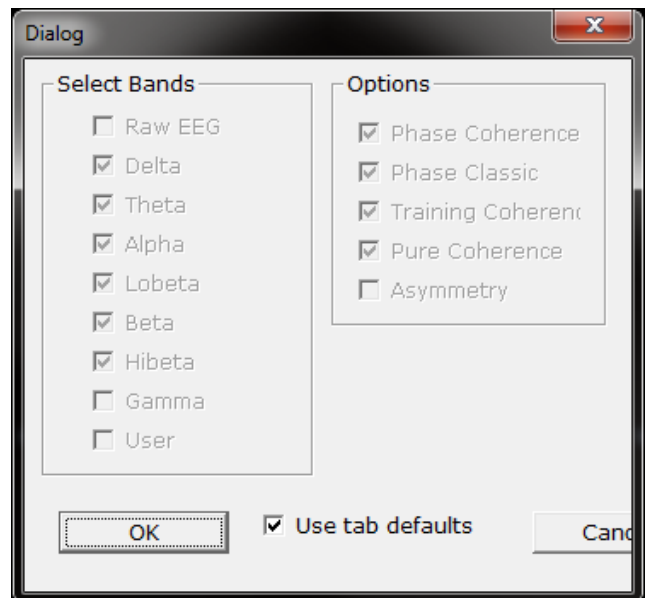 Dialog
Select Bands
Raw EEG
Delta
Theta
Alpha
Lobeta
Beta
Hibeta
Gamma
User
Options
Phase Coherence
Phase Classic
Training Coherenc
Pure Coherence
Asymmetry
OK
Use tab defaults
Canc